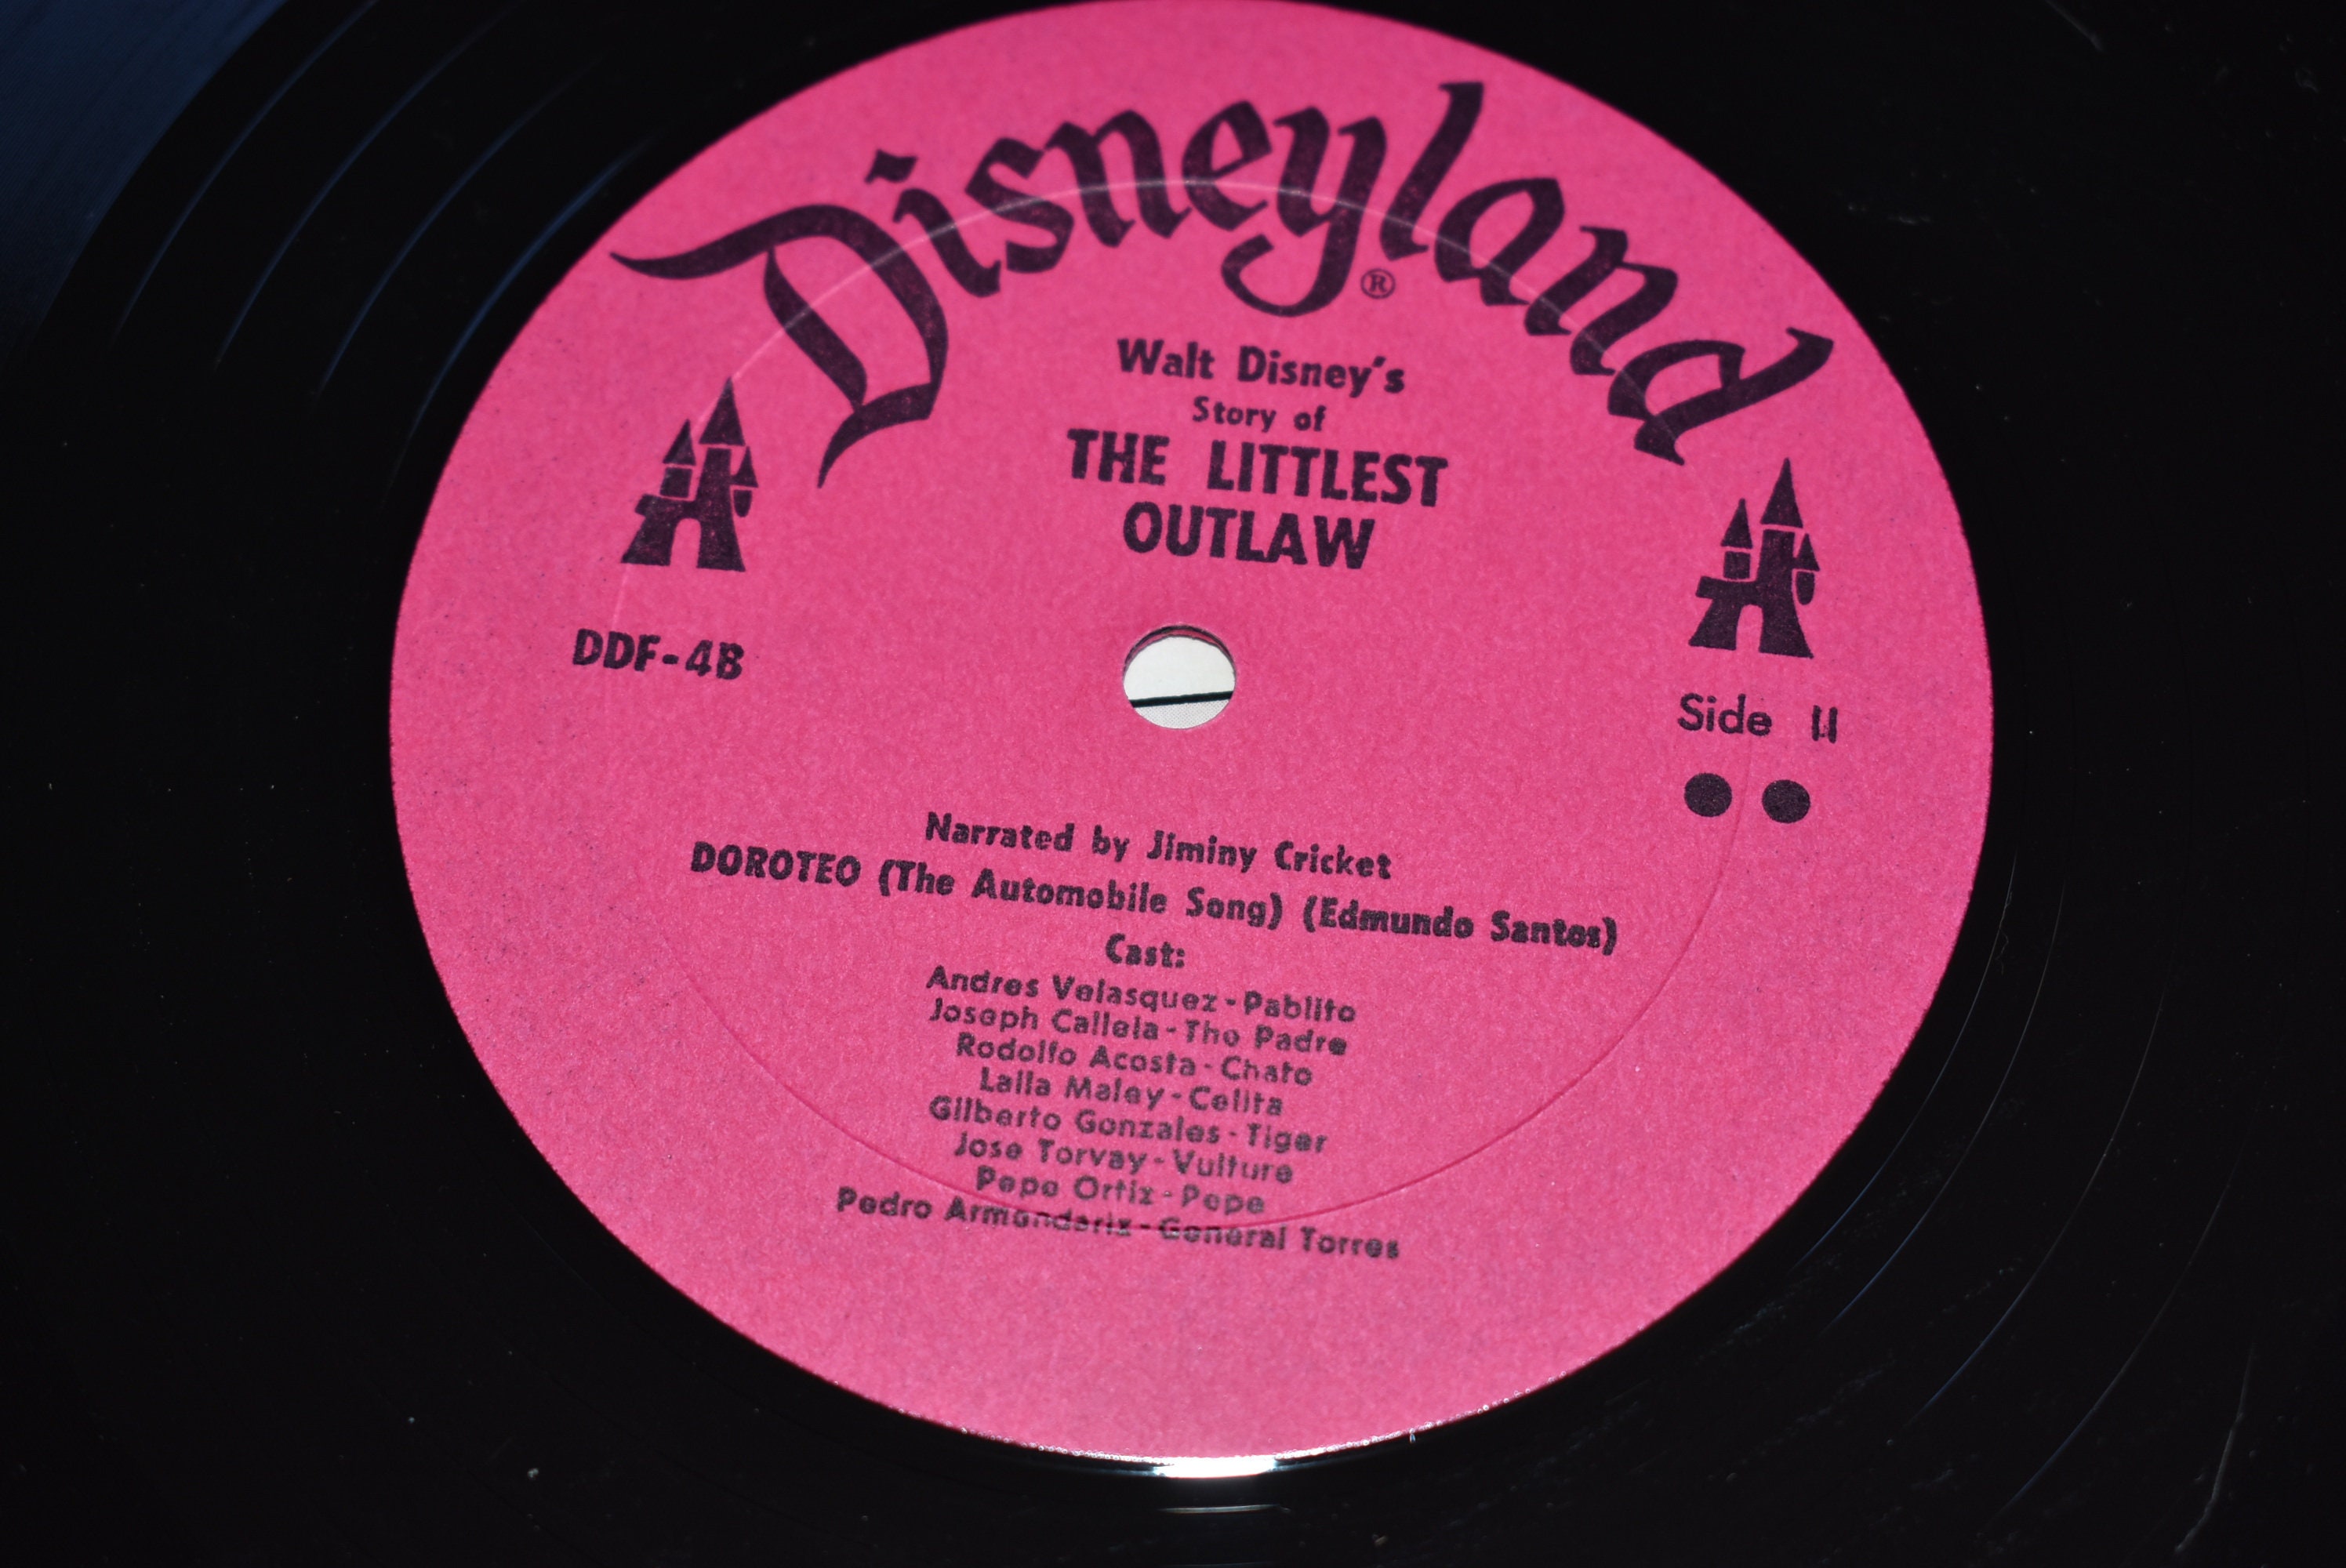 Disneyland®
Walt Disney's
Story of
THE LITTLEST
OUTLAW
DDF-4B
Side II
Narrated by Jiminy Cricket
DOROTEO (The Automobile Song) (Edmundo Santos)
Cast:
Andres Velasquez-Pablito
Joseph Calleia-The Padre
Rodolfo Acosta-Chato
Laila Maley-Celita
Gilberto Gonzales-Tiger
Jose Torvay-Vulture
Pepe Ortiz-Pepe
Pedro Armendariz-General Torres